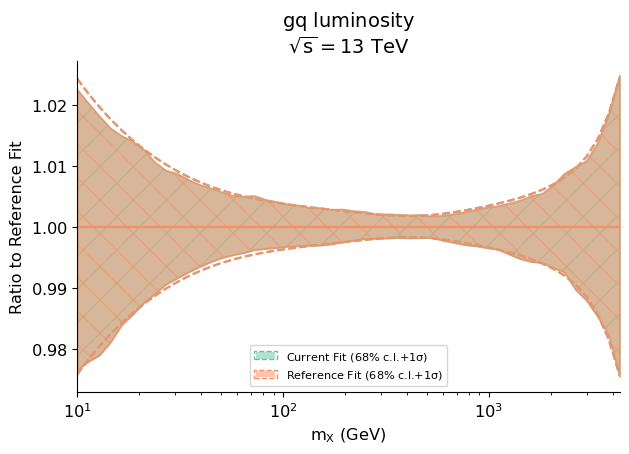 gq luminosity
√s = 13 TeV
Ratio to Reference Fit
1.02
1.01
1.00
0.99
0.98
Current Fit (68% c.l.+1σ)
Reference Fit (68% c.l.+1σ)
10¹ 10² 10³
m_X (GeV)